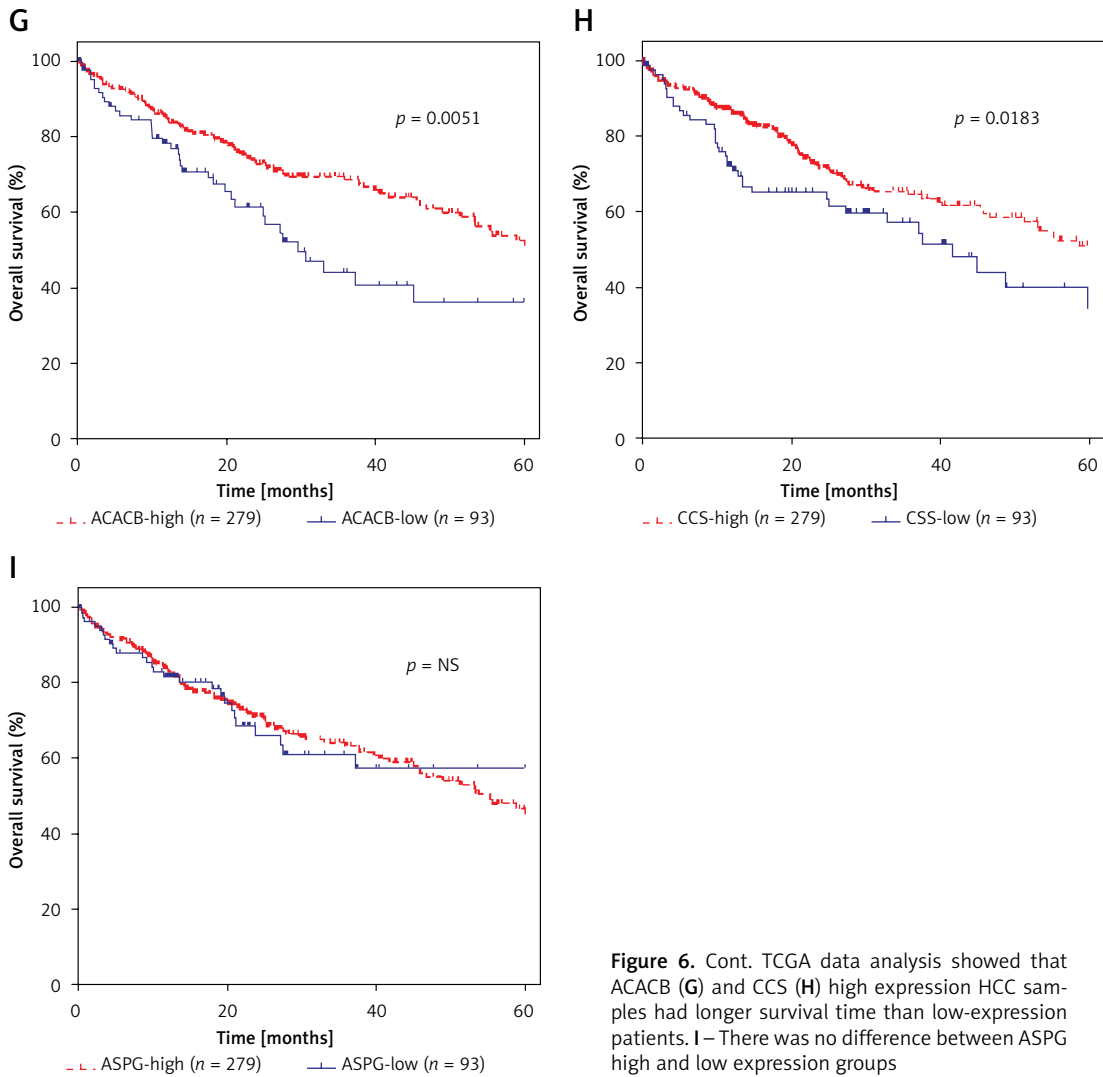 G
100
80
60
40
20
0
Overall survival (%)
p = 0.0051
0 20 40 60
Time [months]
ACACB-high (n = 279) ACACB-low (n = 93)
H
100
80
60
40
20
0
Overall survival (%)
p = 0.0183
0 20 40 60
Time [months]
CCS-high (n = 279) CSS-low (n = 93)
I
100
80
60
40
20
0
Overall survival (%)
p = NS
0 20 40 60
Time [months]
ASPG-high (n = 279) ASPG-low (n = 93)
Figure 6. Cont. TCGA data analysis showed that
ACACB (G) and CCS (H) high expression HCC sam-
ples had longer survival time than low-expression
patients. I – There was no difference between ASPG
high and low expression groups